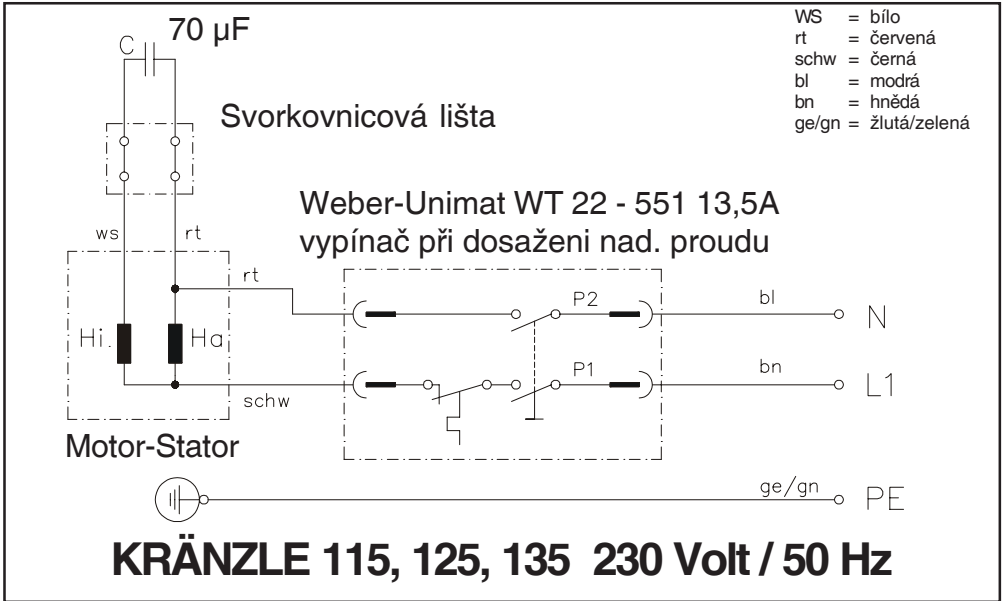 70 µF
C
WS = bílo
rt = červená
schw = černá
bl = modrá
bn = hnědá
ge/gn = žlutá/zelená
Svorkovnicová lišta
Weber-Unimat WT 22 - 551 13,5A
vypínač při dosaženi nad. proudu
ws rt
rt
P2
bl
N
Hi. Ha
P1
bn
L1
schw
Motor-Stator
ge/gn
PE
KRÄNZLE 115, 125, 135 230 Volt / 50 Hz